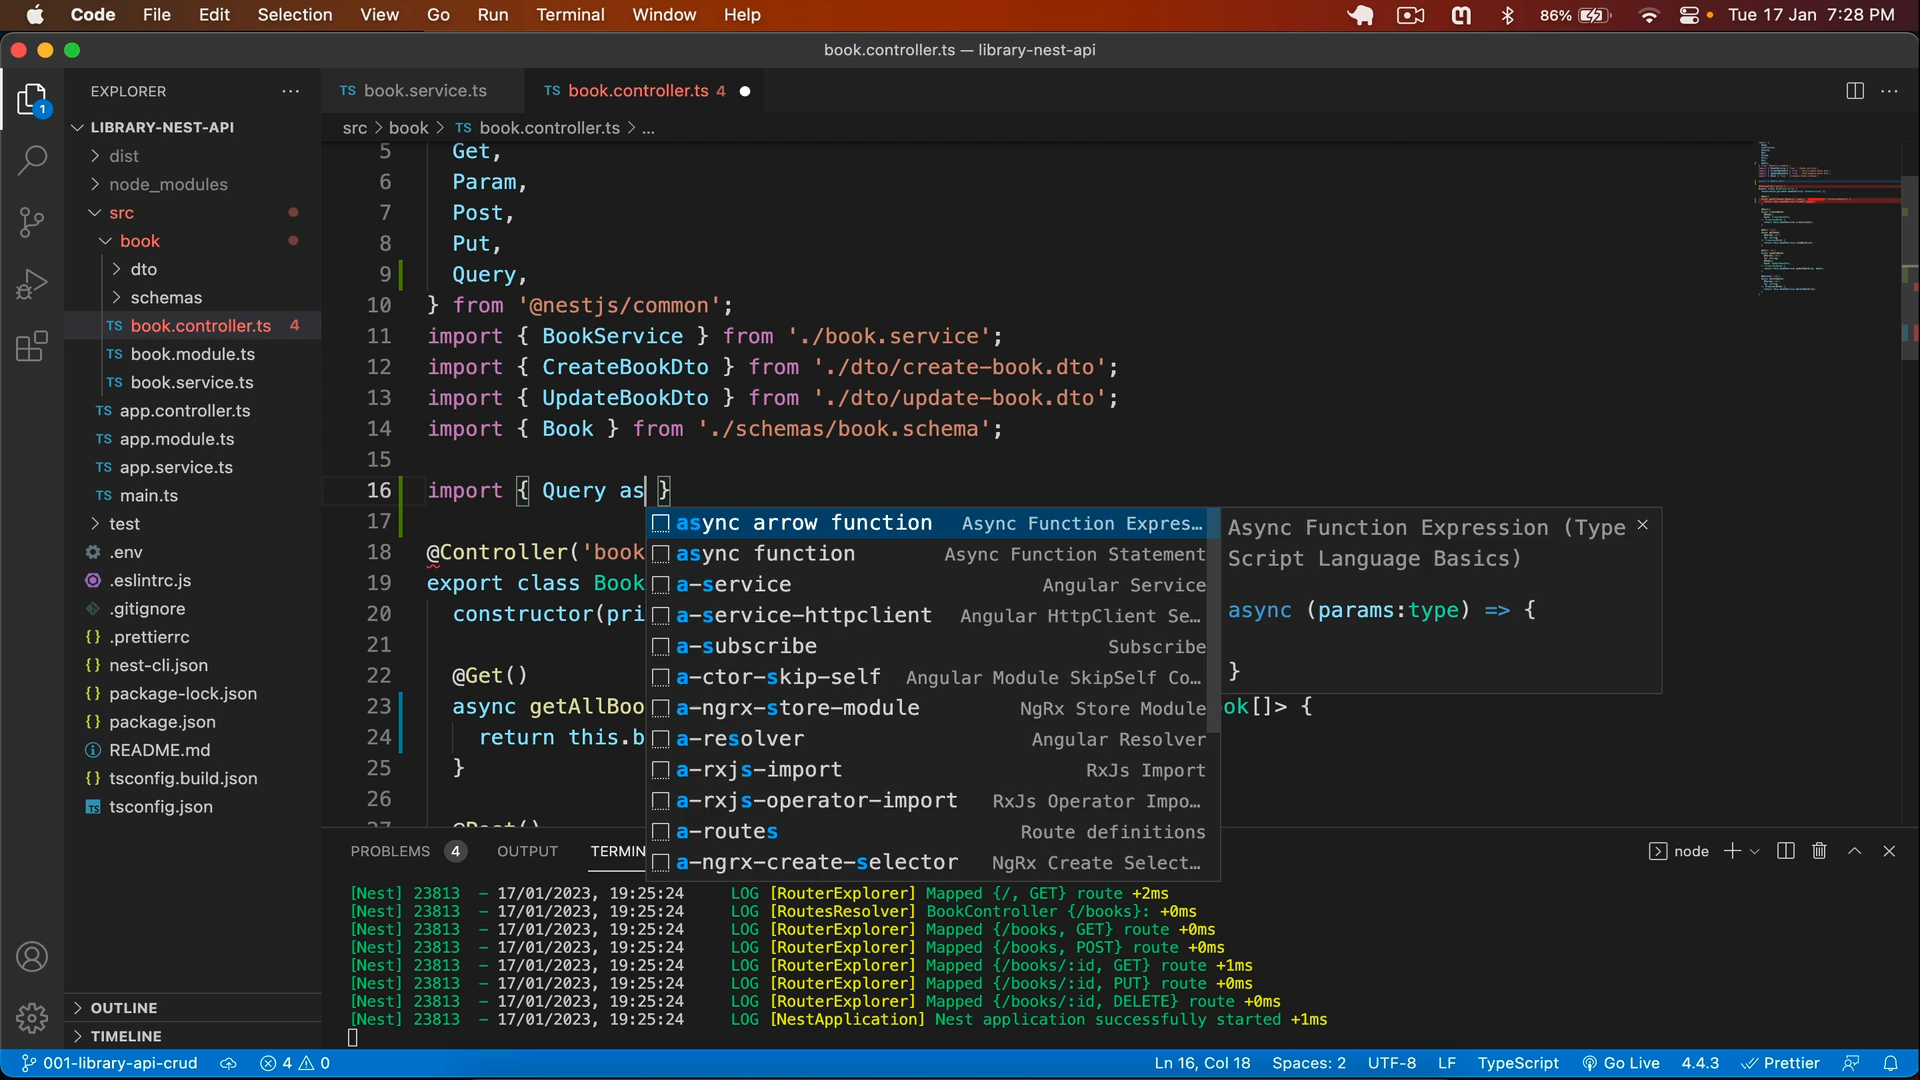 Code File Edit Selection View Go Run Terminal Window Help 86% Tue 17 Jan 7:28 PM
book.controller.ts — library-nest-api
EXPLORER
TS book.service.ts
TS book.controller.ts 4
1
LIBRARY-NEST-API
dist
node_modules
src
book
dto
schemas
TS book.controller.ts 4
TS book.module.ts
TS book.service.ts
TS app.controller.ts
TS app.module.ts
TS app.service.ts
TS main.ts
test
.env
.eslintrc.js
.gitignore
{} .prettierrc
{} nest-cli.json
{} package-lock.json
{} package.json
README.md
{} tsconfig.build.json
TS tsconfig.json
OUTLINE
TIMELINE
src > book > TS book.controller.ts > ...
5 Get,
6 Param,
7 Post,
8 Put,
9 Query,
10 } from '@nestjs/common';
11 import { BookService } from './book.service';
12 import { CreateBookDto } from './dto/create-book.dto';
13 import { UpdateBookDto } from './dto/update-book.dto';
14 import { Book } from './schemas/book.schema';
15
16 import { Query as }
17
18 @Controller('book
19 export class Book
20 constructor(pri
21
22 @Get()
23 async getAllBoo ok[]> {
24 return this.b
25 }
26
27 @Post()
async arrow function Async Function Expres...
async function Async Function Statement
a-service Angular Service
a-service-httpclient Angular HttpClient Se...
a-subscribe Subscribe
a-ctor-skip-self Angular Module SkipSelf Co...
a-ngrx-store-module NgRx Store Module
a-resolver Angular Resolver
a-rxjs-import RxJs Import
a-rxjs-operator-import RxJs Operator Impo...
a-routes Route definitions
a-ngrx-create-selector NgRx Create Select...
Async Function Expression (Type
Script Language Basics)
async (params:type) => {
}
PROBLEMS 4 OUTPUT TERMIN node
[Nest] 23813 - 17/01/2023, 19:25:24 LOG [RouterExplorer] Mapped {/, GET} route +2ms
[Nest] 23813 - 17/01/2023, 19:25:24 LOG [RoutesResolver] BookController {/books}: +0ms
[Nest] 23813 - 17/01/2023, 19:25:24 LOG [RouterExplorer] Mapped {/books, GET} route +0ms
[Nest] 23813 - 17/01/2023, 19:25:24 LOG [RouterExplorer] Mapped {/books, POST} route +0ms
[Nest] 23813 - 17/01/2023, 19:25:24 LOG [RouterExplorer] Mapped {/books/:id, GET} route +1ms
[Nest] 23813 - 17/01/2023, 19:25:24 LOG [RouterExplorer] Mapped {/books/:id, PUT} route +0ms
[Nest] 23813 - 17/01/2023, 19:25:24 LOG [RouterExplorer] Mapped {/books/:id, DELETE} route +0ms
[Nest] 23813 - 17/01/2023, 19:25:24 LOG [NestApplication] Nest application successfully started +1ms
001-library-api-crud 4 0 Ln 16, Col 18 Spaces: 2 UTF-8 LF TypeScript Go Live 4.4.3 Prettier